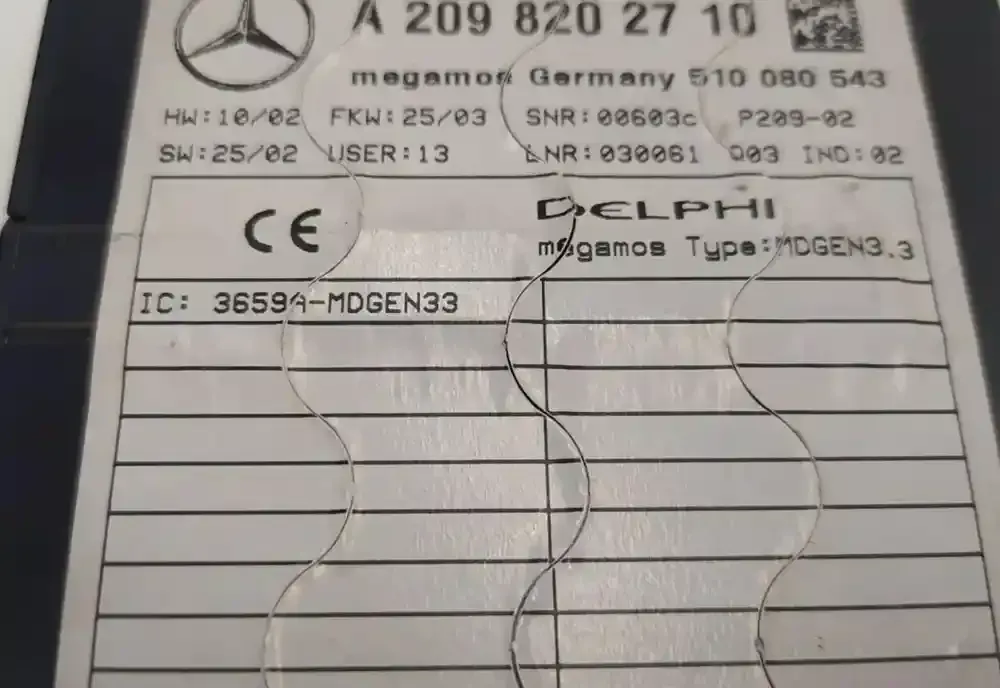 A 209 820 27 10
megamos Germany 510 080 543
HW:10/02 FKW:25/03 SNR:00603c P209-02
SW:25/02 USER:13 LNR:030061 Q03 IND:02
CE DELPHI
megamos Type:MDGEN3.3
IC: 3659A-MDGEN33